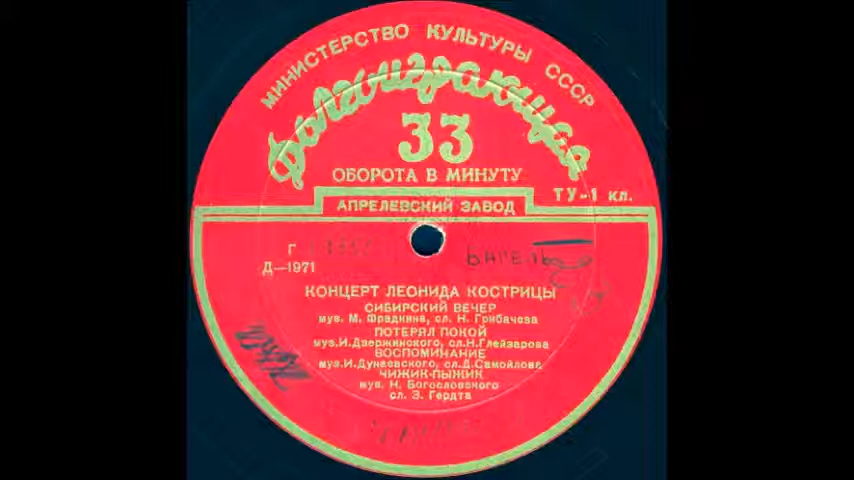 МИНИСТЕРСТВО КУЛЬТУРЫ СССР
Долгоиграющая
33
ОБОРОТА В МИНУТУ
ТУ-1 кл.
АПРЕЛЕВСКИЙ ЗАВОД
Г
Д—1971
КОНЦЕРТ ЛЕОНИДА КОСТРИЦЫ
СИБИРСКИЙ ВЕЧЕР
муз. М. Фрадкина, сл. Н. Грибачева
ПОТЕРЯЛ ПОКОЙ
муз.И.Дзержинского, сл.Н.Глейзарова
ВОСПОМИНАНИЕ
муз.И.Дунаевского, сл.Д.Самойлова
ЧИЖИК-ПЫЖИК
муз. Н. Богословского
сл. З. Гердта